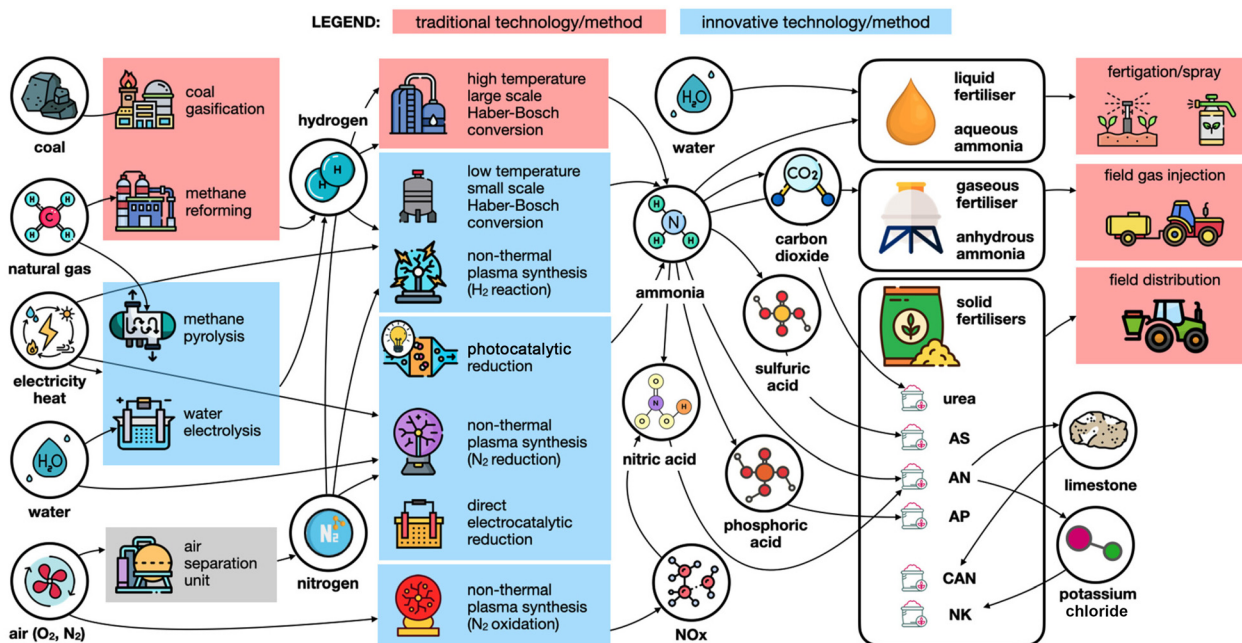 LEGEND:
traditional technology/method
innovative technology/method
coal
natural gas
electricity
heat
H₂O
water
air (O₂, N₂)
C
H
H
H
H
coal
gasification
methane
reforming
methane
pyrolysis
water
electrolysis
air
separation
unit
hydrogen
H
H
N₂
nitrogen
high temperature
large scale
Haber-Bosch
conversion
low temperature
small scale
Haber-Bosch
conversion
non-thermal
plasma synthesis
(H₂ reaction)
photocatalytic
reduction
non-thermal
plasma synthesis
(N₂ reduction)
direct
electrocatalytic
reduction
non-thermal
plasma synthesis
(N₂ oxidation)
H₂O
water
H
N
H
H
ammonia
CO₂
carbon
dioxide
sulfuric
acid
O
N
H
O
O
nitric acid
phosphoric
acid
NOx
liquid
fertiliser
aqueous
ammonia
gaseous
fertiliser
anhydrous
ammonia
solid
fertilisers
urea
AS
AN
AP
CAN
NK
fertigation/spray
field gas injection
field distribution
limestone
potassium
chloride